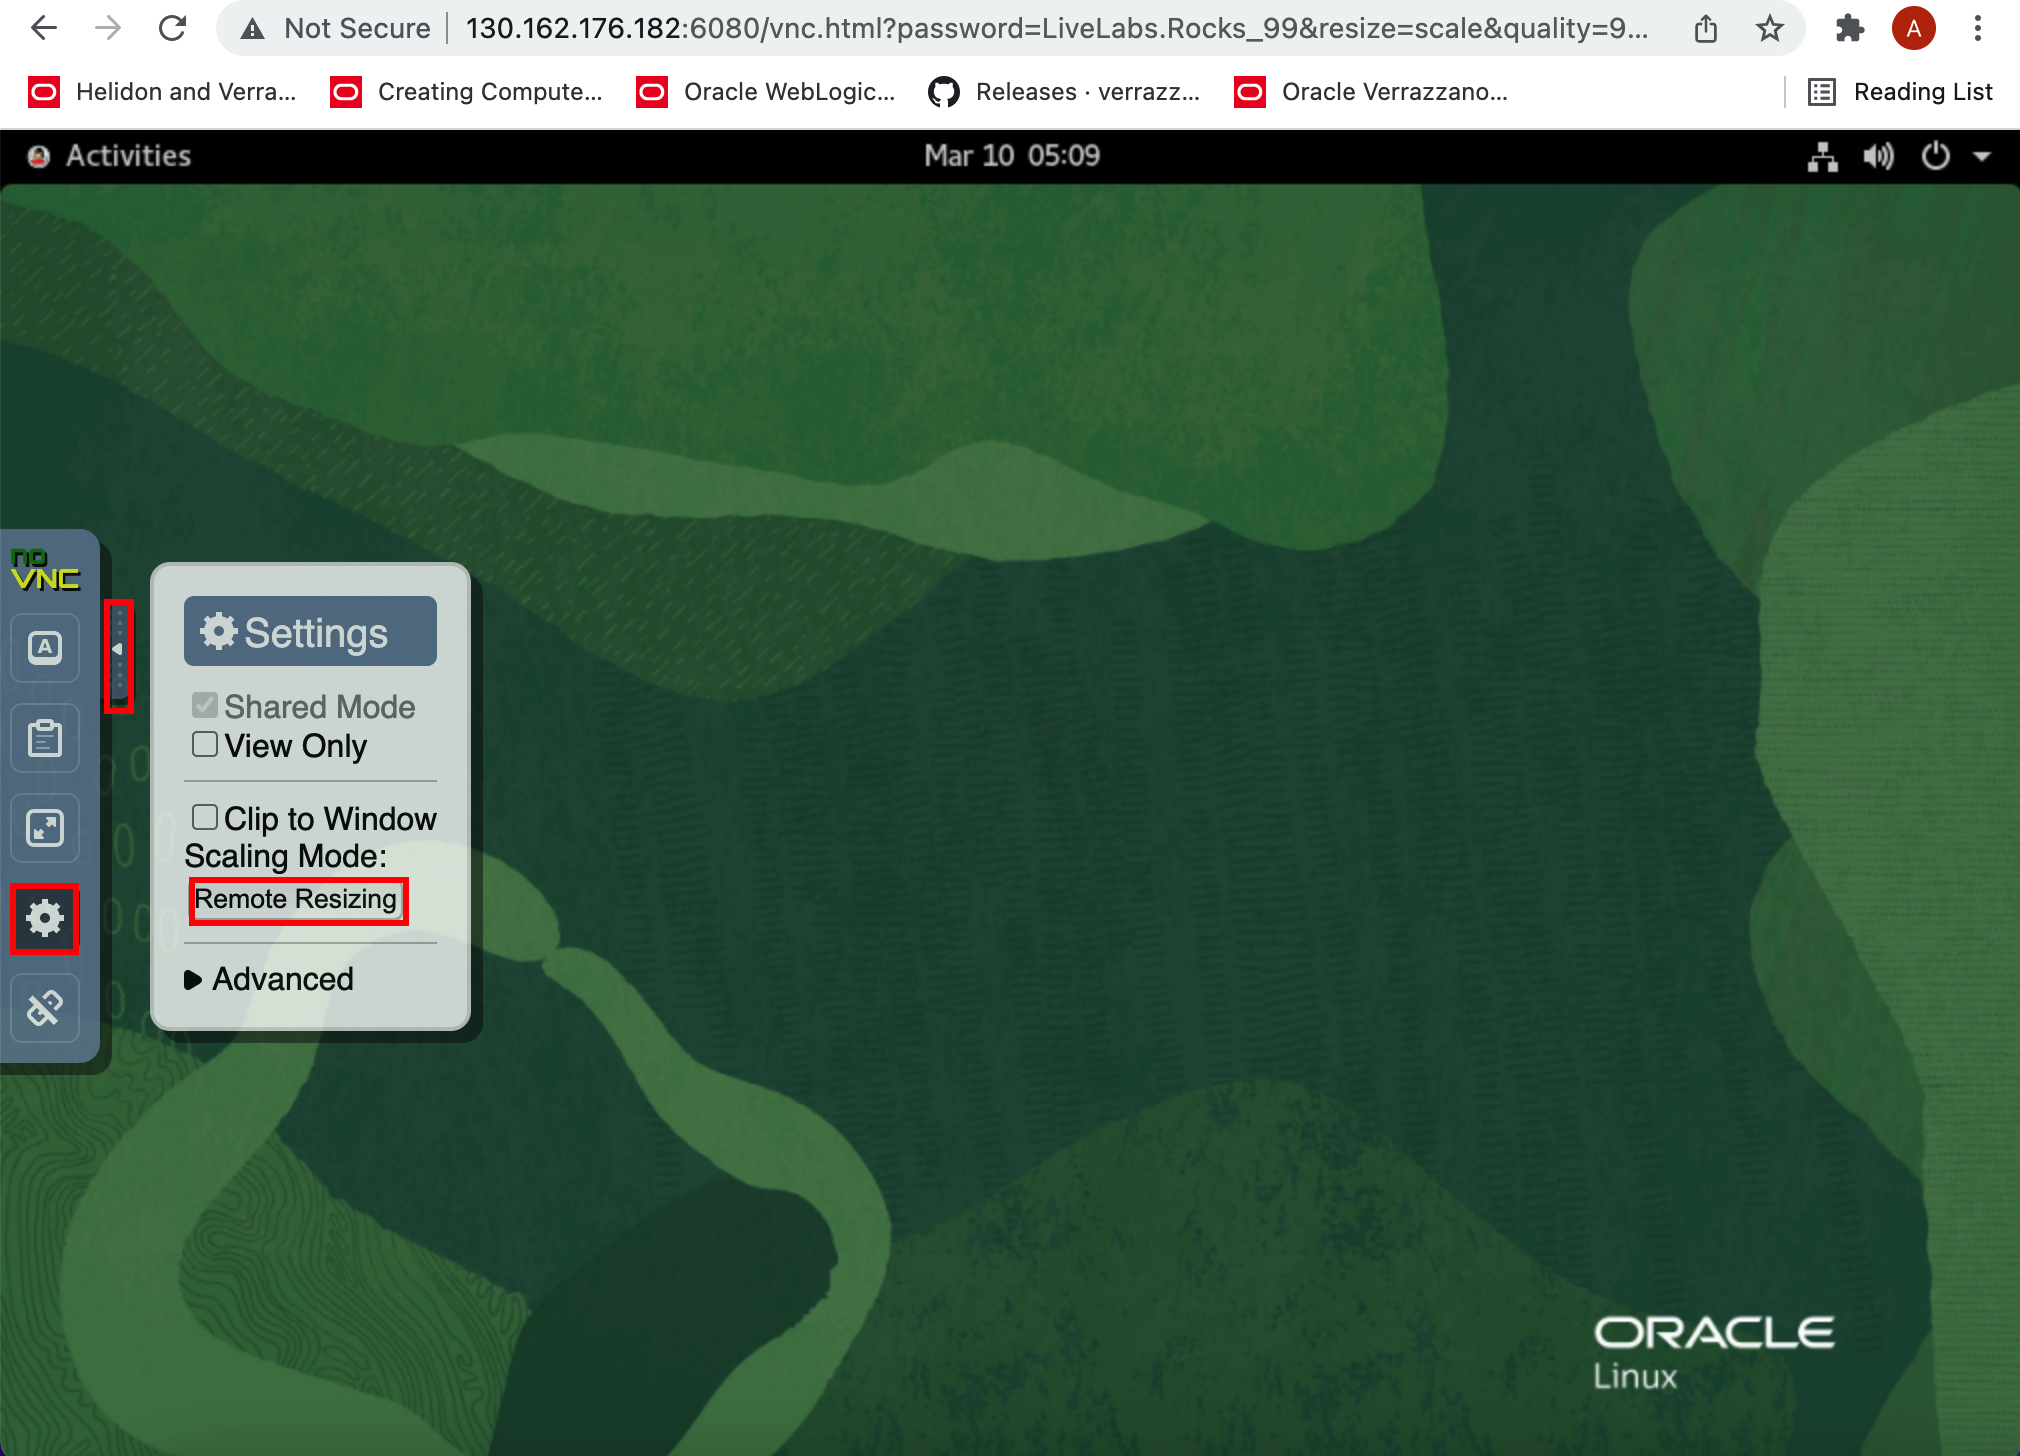 Not Secure
130.162.176.182:6080/vnc.html?password=LiveLabs.Rocks_99&resize=scale&quality=9...
A
Helidon and Verra...
Creating Compute...
Oracle WebLogic...
Releases · verrazz...
Oracle Verrazzano...
Reading List
Activities
Mar 10 05:09
no
VNC
A
Settings
Shared Mode
View Only
Clip to Window
Scaling Mode:
Remote Resizing
Advanced
ORACLE
Linux